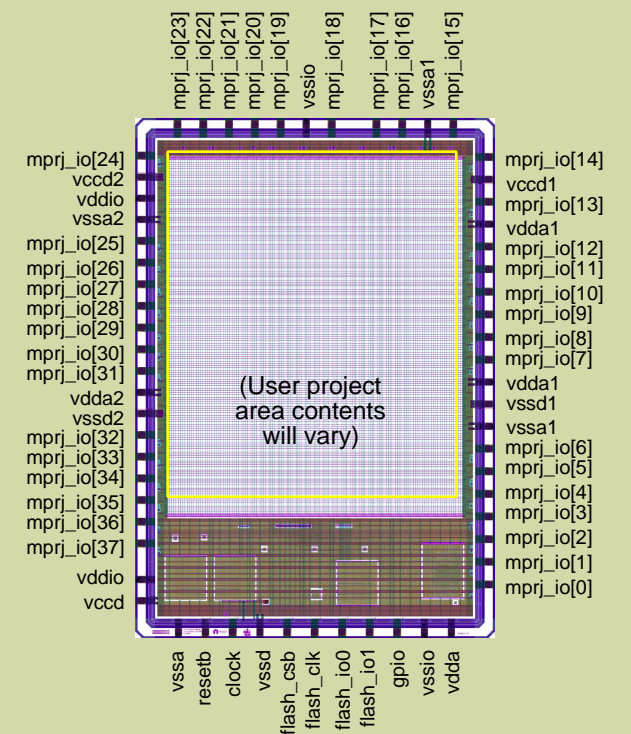 mprj_io[23]
mprj_io[22]
mprj_io[21]
mprj_io[20]
mprj_io[19]
vssio
mprj_io[18]
mprj_io[17]
mprj_io[16]
vssa1
mprj_io[15]
mprj_io[24]
vccd2
vddio
vssa2
mprj_io[25]
mprj_io[26]
mprj_io[27]
mprj_io[28]
mprj_io[29]
mprj_io[30]
mprj_io[31]
vdda2
vssd2
mprj_io[32]
mprj_io[33]
mprj_io[34]
mprj_io[35]
mprj_io[36]
mprj_io[37]
vddio
vccd
(User project
area contents
will vary)
mprj_io[14]
vccd1
mprj_io[13]
vdda1
mprj_io[12]
mprj_io[11]
mprj_io[10]
mprj_io[9]
mprj_io[8]
mprj_io[7]
vdda1
vssd1
vssa1
mprj_io[6]
mprj_io[5]
mprj_io[4]
mprj_io[3]
mprj_io[2]
mprj_io[1]
mprj_io[0]
vssa
resetb
clock
vssd
flash_csb
flash_clk
flash_io0
flash_io1
gpio
vssio
vdda